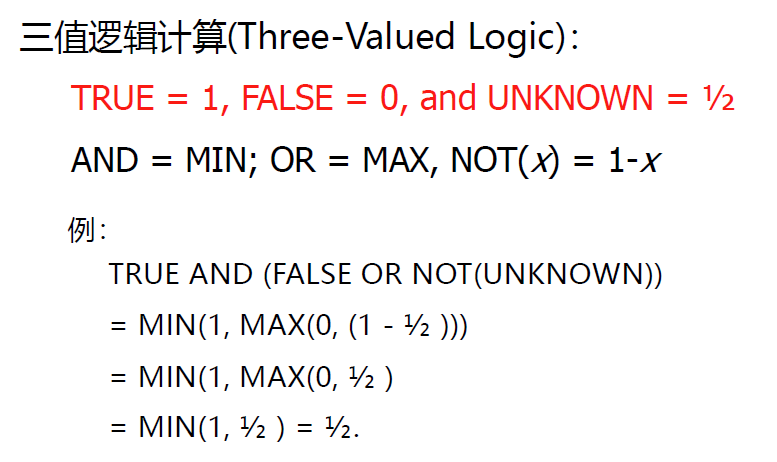 三值逻辑计算(Three-Valued Logic)：
TRUE = 1, FALSE = 0, and UNKNOWN = ½
AND = MIN; OR = MAX, NOT(x) = 1-x
例：
TRUE AND (FALSE OR NOT(UNKNOWN))
= MIN(1, MAX(0, (1 - ½ )))
= MIN(1, MAX(0, ½ )
= MIN(1, ½ ) = ½.